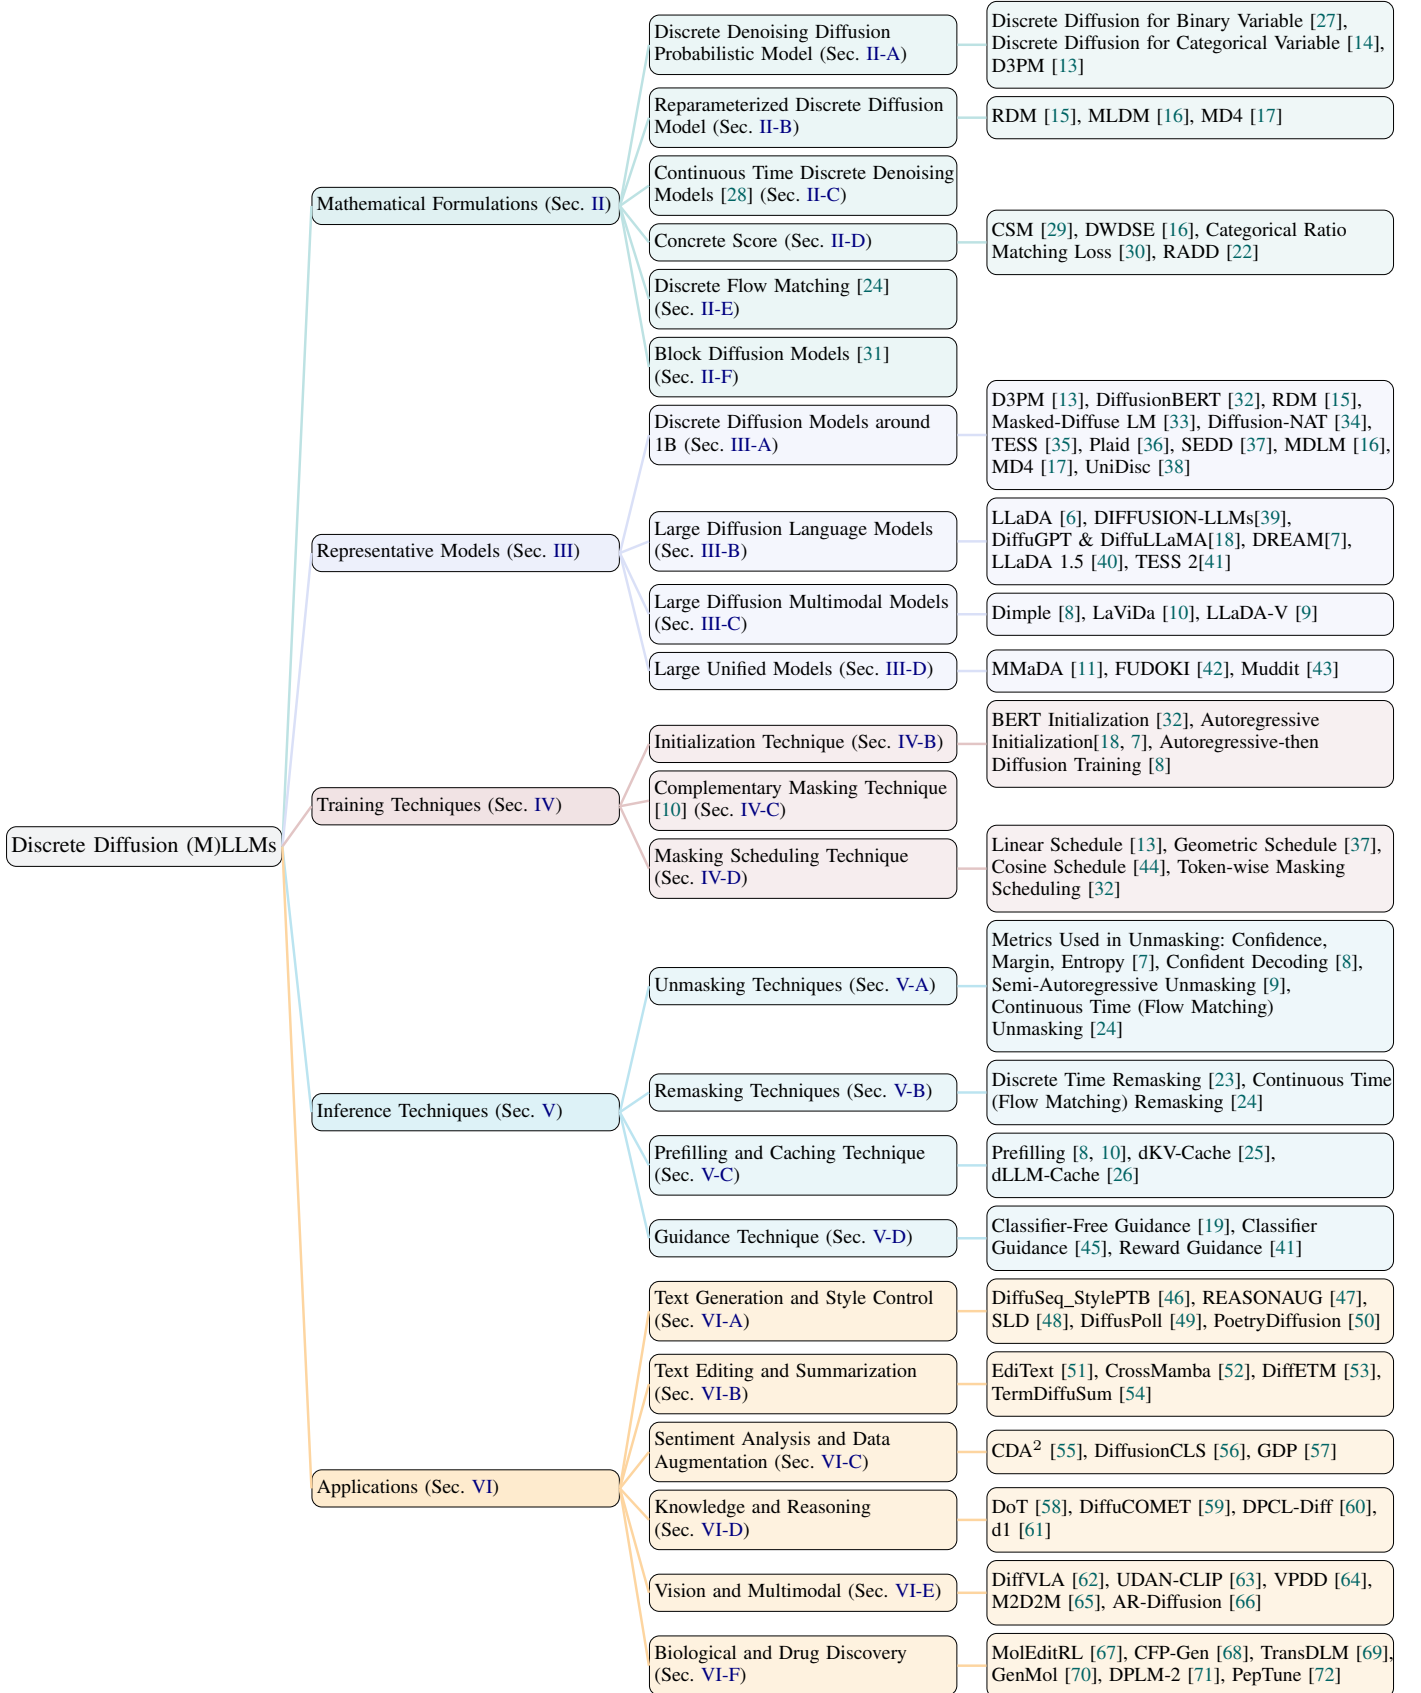 Discrete Diffusion (M)LLMs
Mathematical Formulations (Sec. II)
Discrete Denoising Diffusion
Probabilistic Model (Sec. II-A)
Discrete Diffusion for Binary Variable [27],
Discrete Diffusion for Categorical Variable [14],
D3PM [13]
Reparameterized Discrete Diffusion
Model (Sec. II-B)
RDM [15], MLDM [16], MD4 [17]
Continuous Time Discrete Denoising
Models [28] (Sec. II-C)
Concrete Score (Sec. II-D)
CSM [29], DWDSE [16], Categorical Ratio
Matching Loss [30], RADD [22]
Discrete Flow Matching [24]
(Sec. II-E)
Block Diffusion Models [31]
(Sec. II-F)
Representative Models (Sec. III)
Discrete Diffusion Models around
1B (Sec. III-A)
D3PM [13], DiffusionBERT [32], RDM [15],
Masked-Diffuse LM [33], Diffusion-NAT [34],
TESS [35], Plaid [36], SEDD [37], MDLM [16],
MD4 [17], UniDisc [38]
Large Diffusion Language Models
(Sec. III-B)
LLaDA [6], DIFFUSION-LLMs[39],
DiffuGPT & DiffuLLaMA[18], DREAM[7],
LLaDA 1.5 [40], TESS 2[41]
Large Diffusion Multimodal Models
(Sec. III-C)
Dimple [8], LaViDa [10], LLaDA-V [9]
Large Unified Models (Sec. III-D)
MMaDA [11], FUDOKI [42], Muddit [43]
Training Techniques (Sec. IV)
Initialization Technique (Sec. IV-B)
BERT Initialization [32], Autoregressive
Initialization[18, 7], Autoregressive-then
Diffusion Training [8]
Complementary Masking Technique
[10] (Sec. IV-C)
Masking Scheduling Technique
(Sec. IV-D)
Linear Schedule [13], Geometric Schedule [37],
Cosine Schedule [44], Token-wise Masking
Scheduling [32]
Inference Techniques (Sec. V)
Unmasking Techniques (Sec. V-A)
Metrics Used in Unmasking: Confidence,
Margin, Entropy [7], Confident Decoding [8],
Semi-Autoregressive Unmasking [9],
Continuous Time (Flow Matching)
Unmasking [24]
Remasking Techniques (Sec. V-B)
Discrete Time Remasking [23], Continuous Time
(Flow Matching) Remasking [24]
Prefilling and Caching Technique
(Sec. V-C)
Prefilling [8, 10], dKV-Cache [25],
dLLM-Cache [26]
Guidance Technique (Sec. V-D)
Classifier-Free Guidance [19], Classifier
Guidance [45], Reward Guidance [41]
Applications (Sec. VI)
Text Generation and Style Control
(Sec. VI-A)
DiffuSeq_StylePTB [46], REASONAUG [47],
SLD [48], DiffusPoll [49], PoetryDiffusion [50]
Text Editing and Summarization
(Sec. VI-B)
EdiText [51], CrossMamba [52], DiffETM [53],
TermDiffuSum [54]
Sentiment Analysis and Data
Augmentation (Sec. VI-C)
CDA² [55], DiffusionCLS [56], GDP [57]
Knowledge and Reasoning
(Sec. VI-D)
DoT [58], DiffuCOMET [59], DPCL-Diff [60],
d1 [61]
Vision and Multimodal (Sec. VI-E)
DiffVLA [62], UDAN-CLIP [63], VPDD [64],
M2D2M [65], AR-Diffusion [66]
Biological and Drug Discovery
(Sec. VI-F)
MolEditRL [67], CFP-Gen [68], TransDLM [69],
GenMol [70], DPLM-2 [71], PepTune [72]